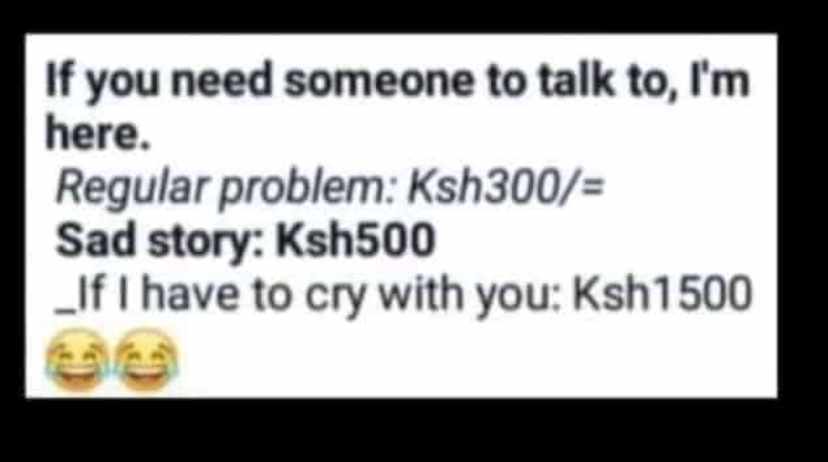 If you need someone to talk to, I'm
here.
Regular problem: Ksh300/=
Sad story: Ksh500
_If I have to cry with you: Ksh1500
😂😂